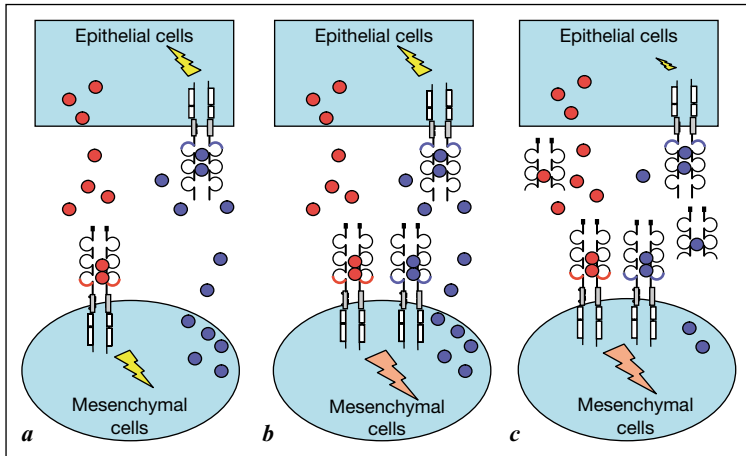 Epithelial cells
Epithelial cells
Epithelial cells
Mesenchymal
cells
Mesenchymal
cells
Mesenchymal
cells
a
b
c